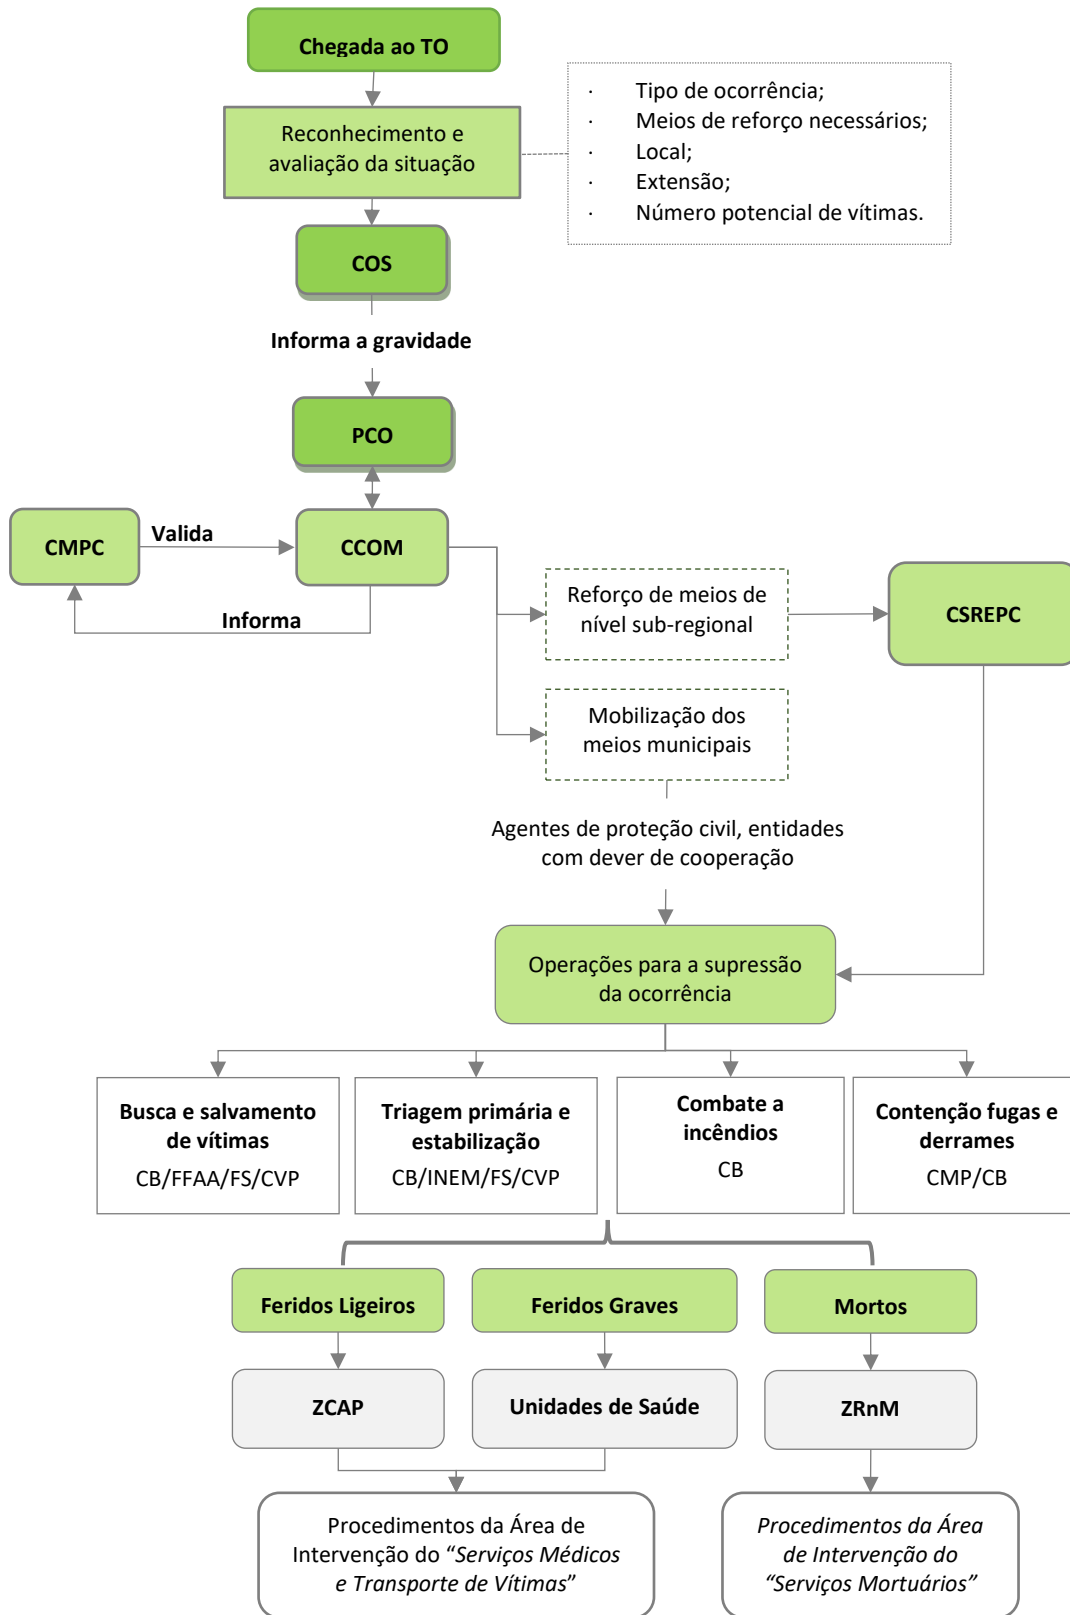 Chegada ao TO
Reconhecimento e
avaliação da situação
· Tipo de ocorrência;
· Meios de reforço necessários;
· Local;
· Extensão;
· Número potencial de vítimas.
COS
Informa a gravidade
PCO
CMPC
Valida
CCOM
Informa
Reforço de meios de
nível sub-regional
CSREPC
Mobilização dos
meios municipais
Agentes de proteção civil, entidades
com dever de cooperação
Operações para a supressão
da ocorrência
Busca e salvamento
de vítimas
CB/FFAA/FS/CVP
Triagem primária e
estabilização
CB/INEM/FS/CVP
Combate a
incêndios
CB
Contenção fugas e
derrames
CMP/CB
Feridos Ligeiros
Feridos Graves
Mortos
ZCAP
Unidades de Saúde
ZRnM
Procedimentos da Área de
Intervenção do “Serviços Médicos
e Transporte de Vítimas”
Procedimentos da Área
de Intervenção do
“Serviços Mortuários”